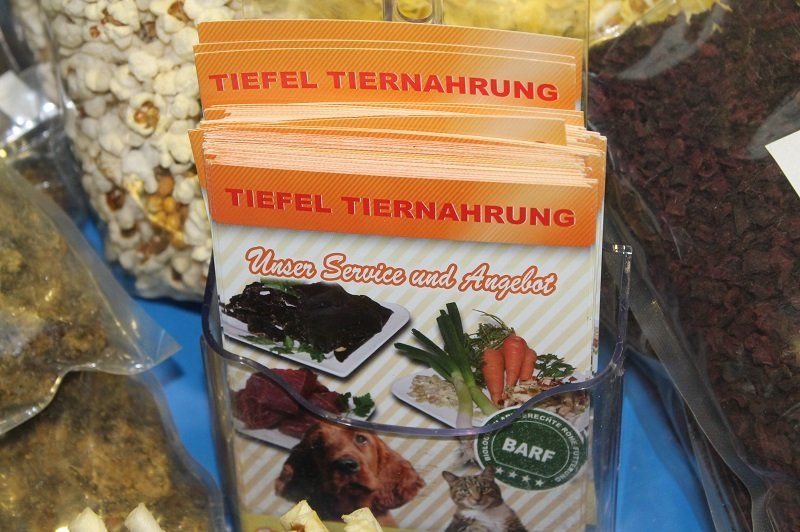 TIEFEL TIERNAHRUNG
TIEFEL TIERNAHRUNG
Unser Service und Angebot
BARF